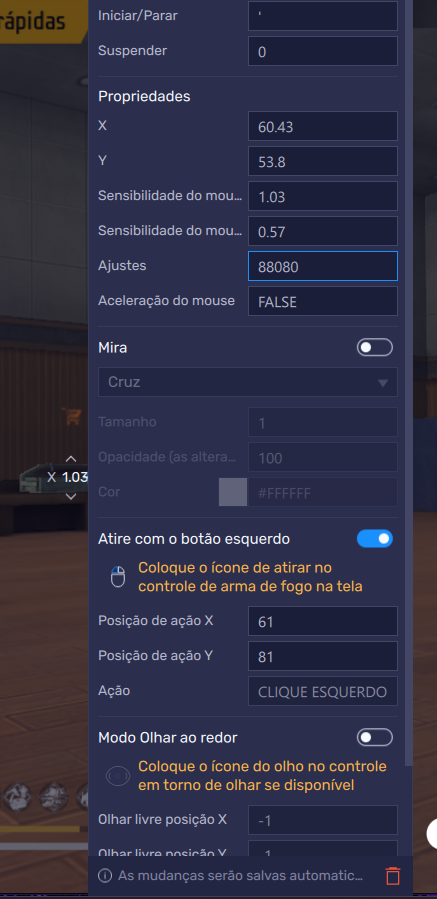 rápidas
Iniciar/Parar '
Suspender 0
Propriedades
X 60.43
Y 53.8
Sensibilidade do mou... 1.03
Sensibilidade do mou... 0.57
Ajustes 88080
Aceleração do mouse FALSE
Mira
Cruz
Tamanho 1
Opacidade (as altera... 100
X 1.03
Cor #FFFFFF
Atire com o botão esquerdo
Coloque o ícone de atirar no
controle de arma de fogo na tela
Posição de ação X 61
Posição de ação Y 81
Ação CLIQUE ESQUERDO
Modo Olhar ao redor
Coloque o ícone do olho no controle
em torno de olhar se disponível
Olhar livre posição X -1
Olhar livre posição Y -1
As mudanças serão salvas automatic...